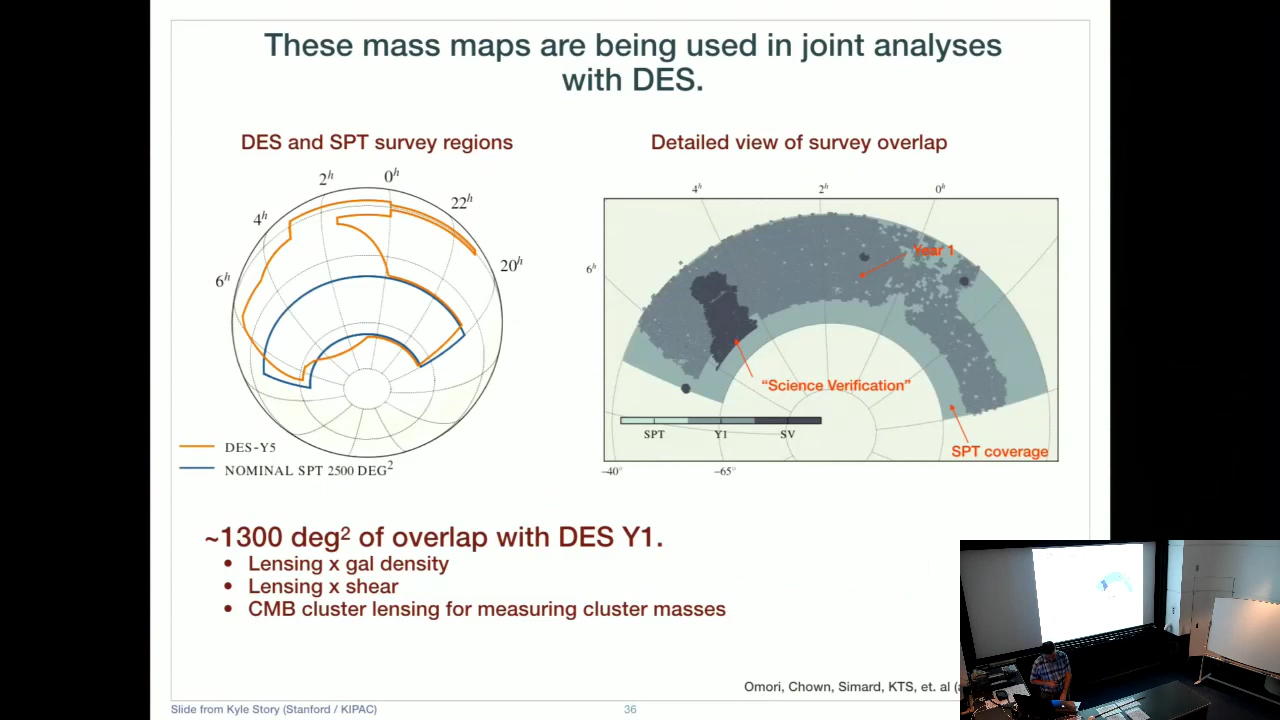 These mass maps are being used in joint analyses
with DES.
DES and SPT survey regions
Detailed view of survey overlap
2h
0h
22h
4h
20h
6h
DES-Y5
NOMINAL SPT 2500 DEG2
4h
2h
0h
6h
Year 1
"Science Verification"
SPT
Y1
SV
SPT coverage
−40°
−65°
~1300 deg² of overlap with DES Y1.
• Lensing x gal density
• Lensing x shear
• CMB cluster lensing for measuring cluster masses
Omori, Chown, Simard, KTS, et. al
Slide from Kyle Story (Stanford / KIPAC)
36